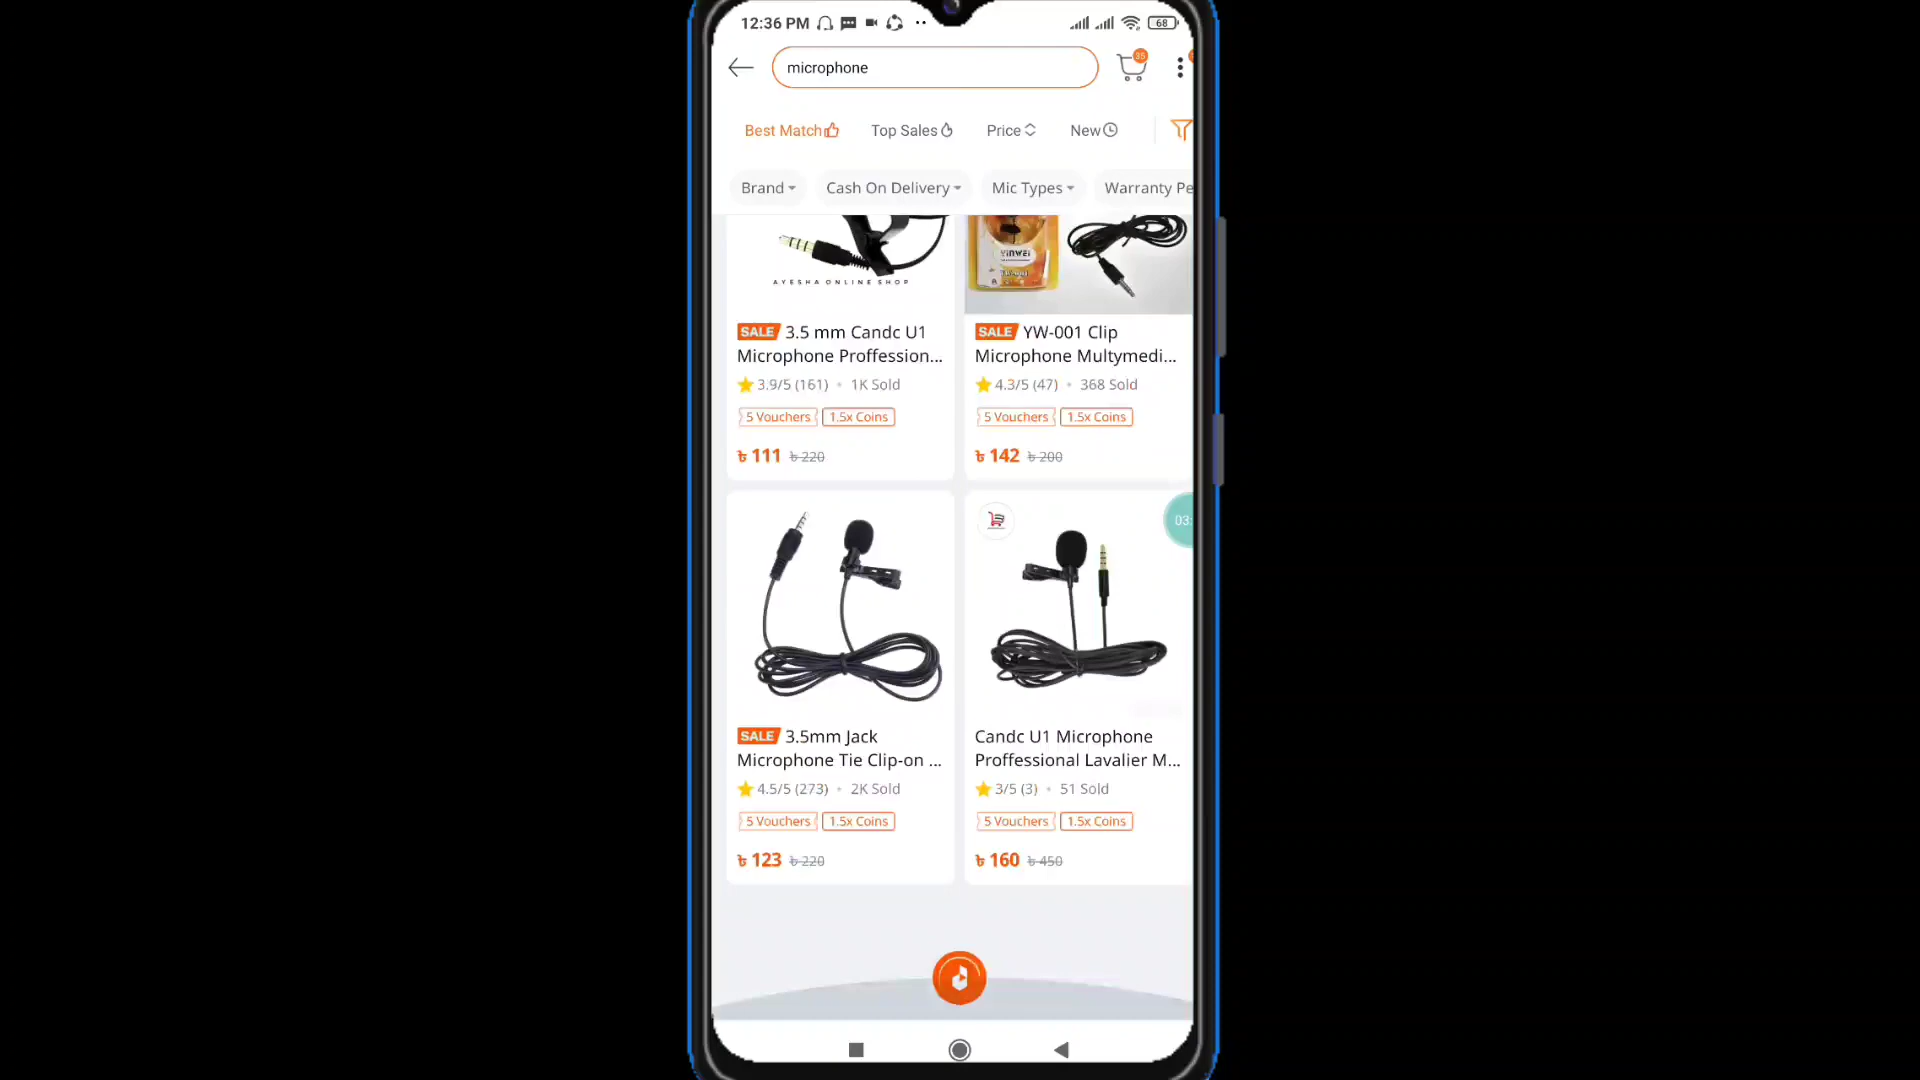 12:36 PM
68
microphone
35
Best Match
Top Sales
Price
New
Brand
Cash On Delivery
Mic Types
Warranty Pe
AYESHA ONLINE SHOP
YINWEI
SALE 3.5 mm Candc U1
Microphone Proffession...
3.9/5 (161) • 1K Sold
5 Vouchers
1.5x Coins
৳ 111 ৳ 220
SALE YW-001 Clip
Microphone Multymedi...
4.3/5 (47) • 368 Sold
5 Vouchers
1.5x Coins
৳ 142 ৳ 200
03:
SALE 3.5mm Jack
Microphone Tie Clip-on ...
4.5/5 (273) • 2K Sold
5 Vouchers
1.5x Coins
৳ 123 ৳ 220
Candc U1 Microphone
Proffessional Lavalier M...
3/5 (3) • 51 Sold
5 Vouchers
1.5x Coins
৳ 160 ৳ 450